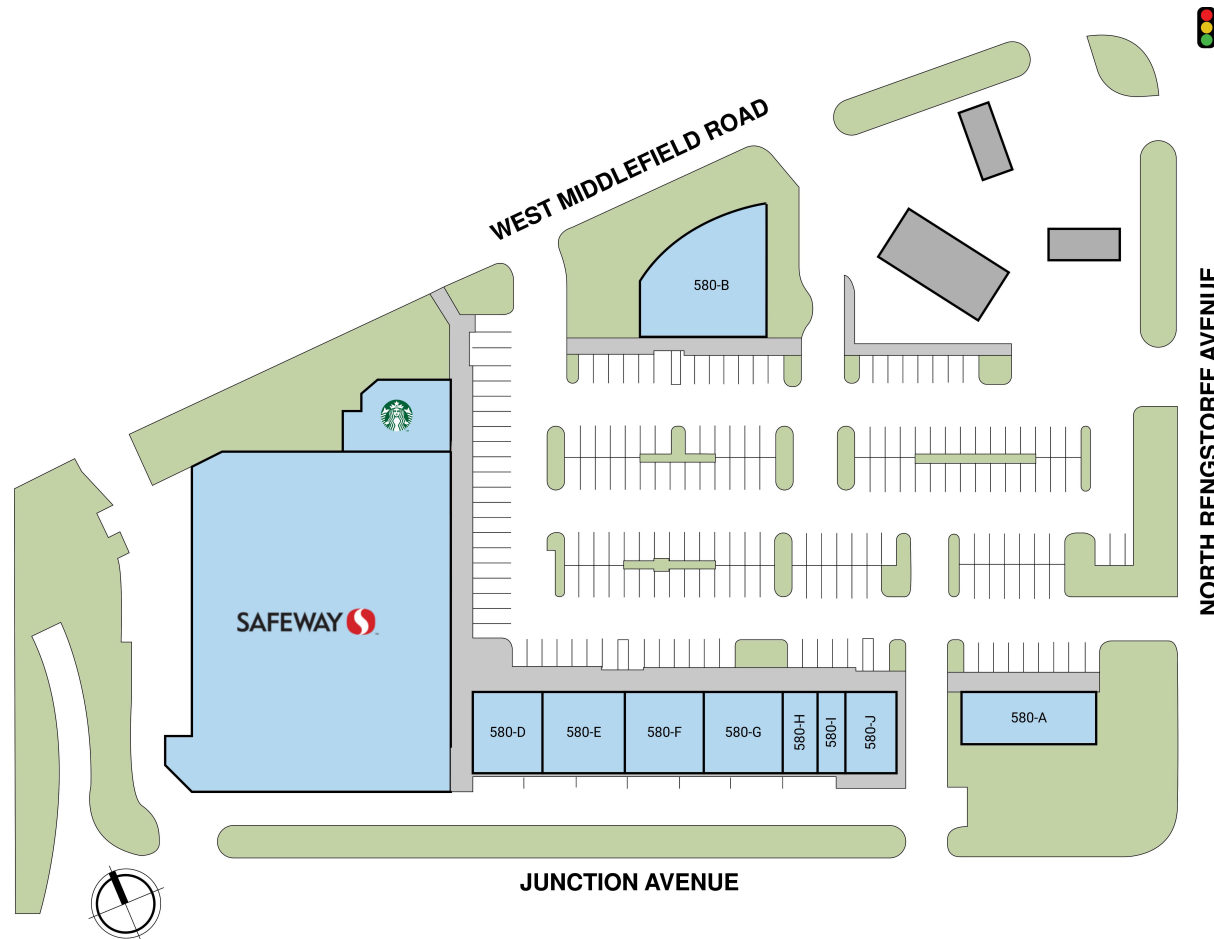 WEST MIDDLEFIELD ROAD
580-B
NORTH RENGSTORFF AVENUE
SAFEWAY
580-D
580-E
580-F
580-G
580-H
580-I
580-J
580-A
JUNCTION AVENUE